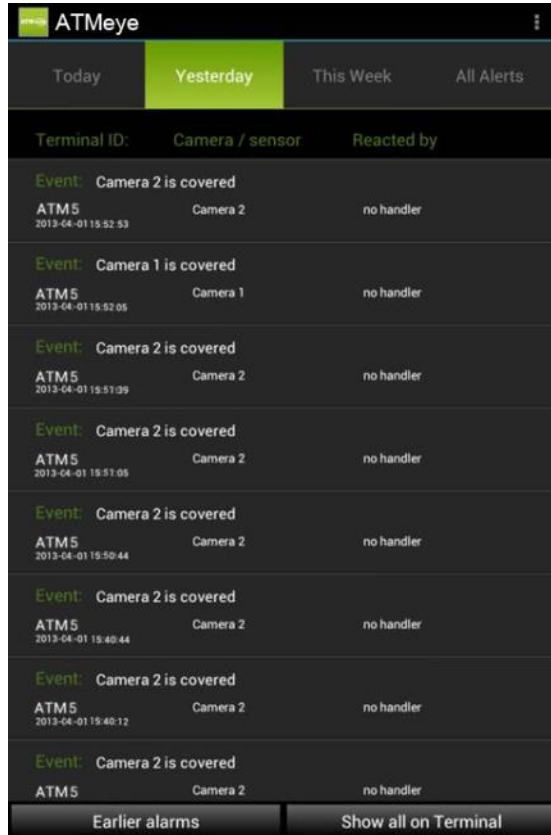 ATMeye
Today Yesterday This Week All Alerts
Terminal ID: Camera / sensor Reacted by
Event: Camera 2 is covered
ATM5 Camera 2 no handler
2013-04-01 15:52:53
Event: Camera 1 is covered
ATM5 Camera 1 no handler
2013-04-01 15:52:05
Event: Camera 2 is covered
ATM5 Camera 2 no handler
2013-04-01 15:51:39
Event: Camera 2 is covered
ATM5 Camera 2 no handler
2013-04-01 15:51:05
Event: Camera 2 is covered
ATM5 Camera 2 no handler
2013-04-01 15:50:44
Event: Camera 2 is covered
ATM5 Camera 2 no handler
2013-04-01 15:40:44
Event: Camera 2 is covered
ATM5 Camera 2 no handler
2013-04-01 15:40:12
Event: Camera 2 is covered
ATM5 Camera 2 no handler
Earlier alarms Show all on Terminal